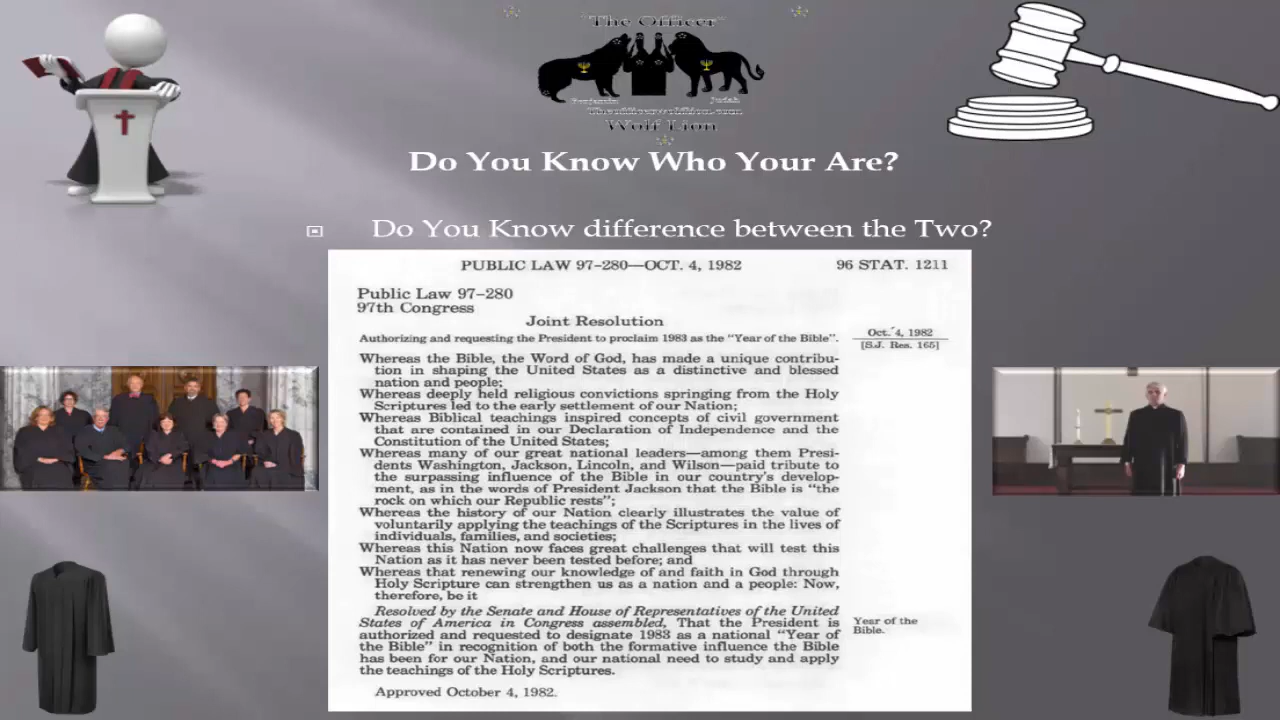 "The Officer"
Benjamin Judah
Theofficerwolflion.com
Wolf Lion
Do You Know Who Your Are?
Do You Know difference between the Two?
PUBLIC LAW 97-280—OCT. 4, 1982 96 STAT. 1211
Public Law 97-280
97th Congress
Joint Resolution
Authorizing and requesting the President to proclaim 1983 as the "Year of the Bible".
Oct. 4, 1982
[S.J. Res. 165]
Whereas the Bible, the Word of God, has made a unique contribu-
tion in shaping the United States as a distinctive and blessed
nation and people;
Whereas deeply held religious convictions springing from the Holy
Scriptures led to the early settlement of our Nation;
Whereas Biblical teachings inspired concepts of civil government
that are contained in our Declaration of Independence and the
Constitution of the United States;
Whereas many of our great national leaders—among them Presi-
dents Washington, Jackson, Lincoln, and Wilson—paid tribute to
the surpassing influence of the Bible in our country's develop-
ment, as in the words of President Jackson that the Bible is "the
rock on which our Republic rests";
Whereas the history of our Nation clearly illustrates the value of
voluntarily applying the teachings of the Scriptures in the lives of
individuals, families, and societies;
Whereas this Nation now faces great challenges that will test this
Nation as it has never been tested before; and
Whereas that renewing our knowledge of and faith in God through
Holy Scripture can strengthen us as a nation and a people: Now,
therefore, be it
Resolved by the Senate and House of Representatives of the United
States of America in Congress assembled, That the President is
authorized and requested to designate 1983 as a national "Year of
the Bible" in recognition of both the formative influence the Bible
has been for our Nation, and our national need to study and apply
the teachings of the Holy Scriptures.
Year of the
Bible.
Approved October 4, 1982.